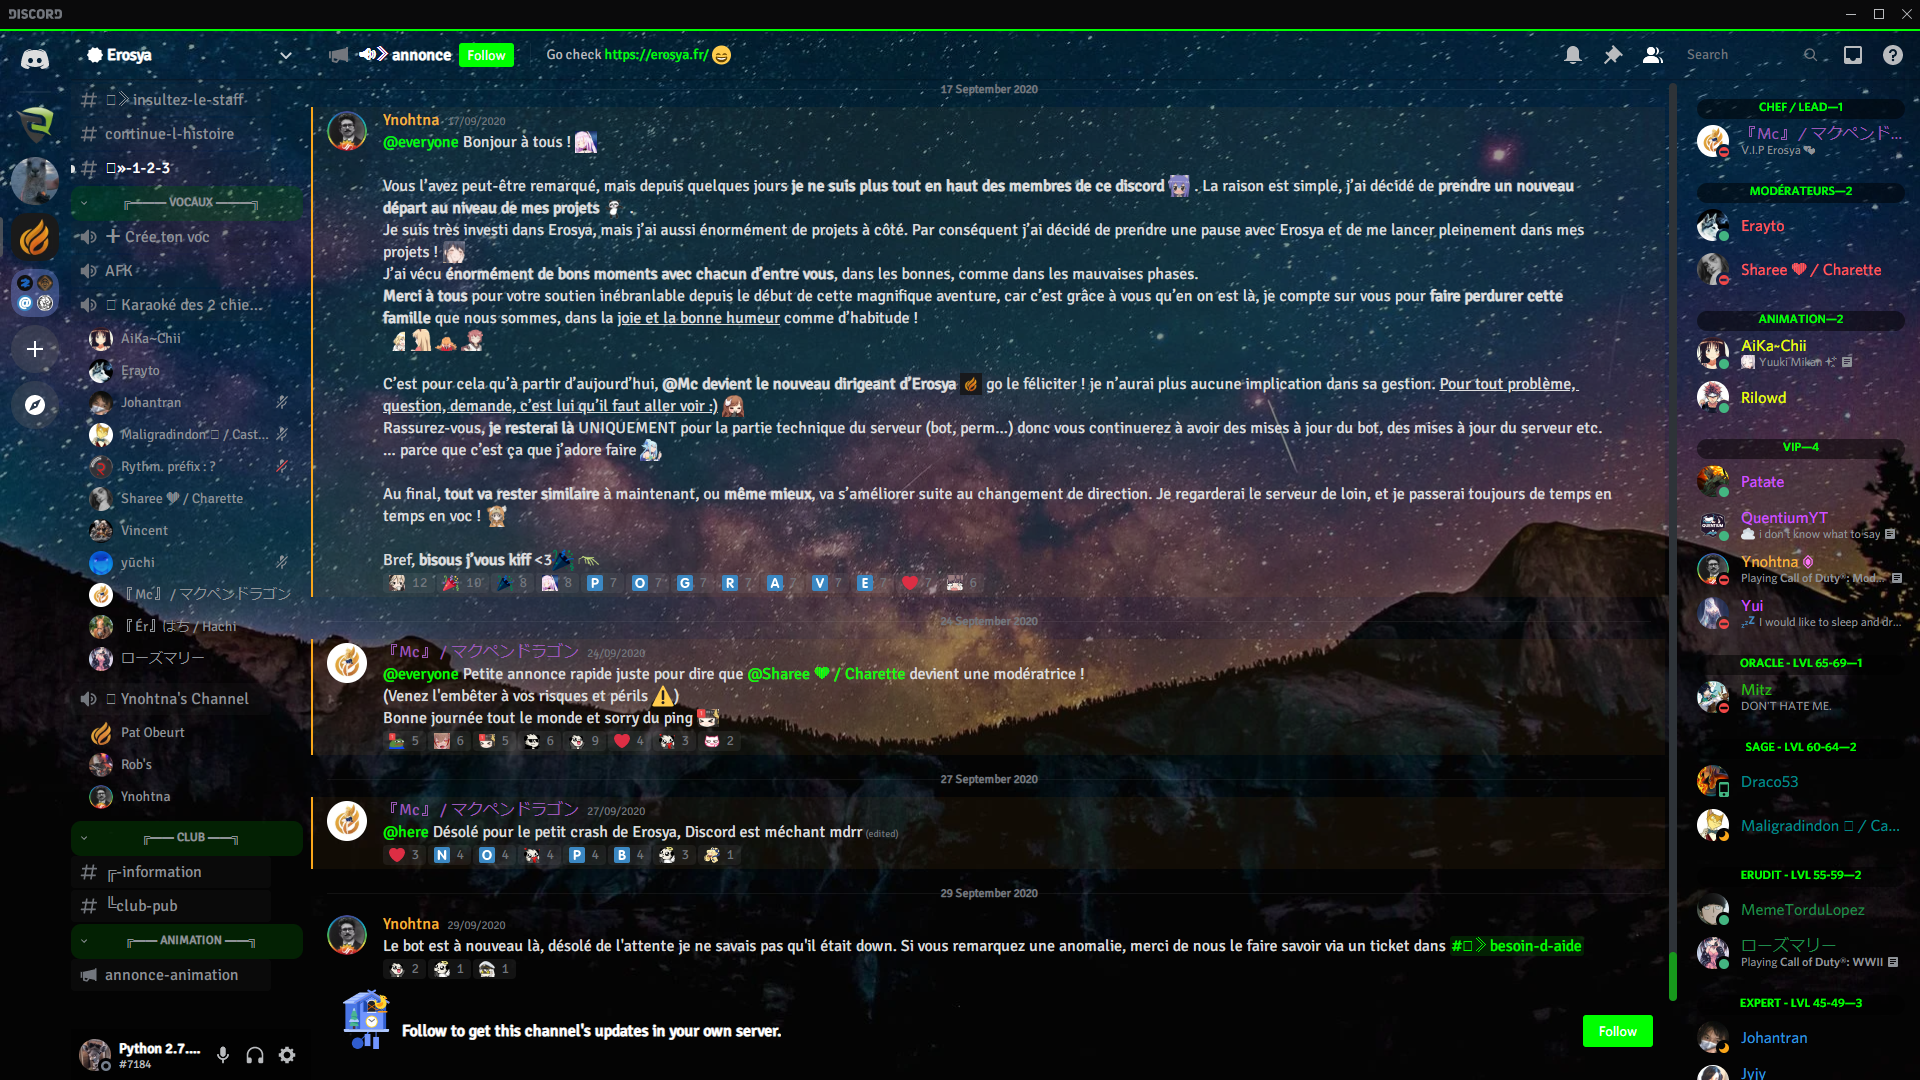 DISCORD
Erosya
annonce
Follow
Go check https://erosya.fr/
Search
insultez-le-staff
continue-l-histoire
»-1-2-3
╔═══ VOCAUX ═══╗
Crée ton voc
AFK
Karaoké des 2 chie...
AiKa~Chii
Erayto
Johantran
Maligradindon / Cast...
Rythm. préfix : ?
Sharee / Charette
Vincent
yūchi
『Mc』 / マクペンドラゴン
『Ér』はち / Hachi
ローズマリー
Ynohtna's Channel
Pat Obeurt
Rob's
Ynohtna
╔═══ CLUB ═══╗
╔-information
╚club-pub
╔═══ ANIMATION ═══╗
annonce-animation
Python 2.7....
#7184
17 September 2020
Ynohtna 17/09/2020
@everyone Bonjour à tous !
Vous l'avez peut-être remarqué, mais depuis quelques jours je ne suis plus tout en haut des membres de ce discord . La raison est simple, j'ai décidé de prendre un nouveau
départ au niveau de mes projets .
Je suis très investi dans Erosya, mais j'ai aussi énormément de projets à côté. Par conséquent j'ai décidé de prendre une pause avec Erosya et de me lancer pleinement dans mes
projets !
J'ai vécu énormément de bons moments avec chacun d'entre vous, dans les bonnes, comme dans les mauvaises phases.
Merci à tous pour votre soutien inébranlable depuis le début de cette magnifique aventure, car c'est grâce à vous qu'en on est là, je compte sur vous pour faire perdurer cette
famille que nous sommes, dans la joie et la bonne humeur comme d'habitude !
C'est pour cela qu'à partir d'aujourd'hui, @Mc devient le nouveau dirigeant d'Erosya go le féliciter ! je n'aurai plus aucune implication dans sa gestion. Pour tout problème,
question, demande, c'est lui qu'il faut aller voir :)
Rassurez-vous, je resterai là UNIQUEMENT pour la partie technique du serveur (bot, perm...) donc vous continuerez à avoir des mises à jour du bot, des mises à jour du serveur etc.
... parce que c'est ça que j'adore faire
Au final, tout va rester similaire à maintenant, ou même mieux, va s'améliorer suite au changement de direction. Je regarderai le serveur de loin, et je passerai toujours de temps en
temps en voc !
Bref, bisous j'vous kiff <3
12 10 8 8 P 7 O 7 G 7 R 7 A 7 V 7 E 7 7 6
24 September 2020
『Mc』 / マクペンドラゴン 24/09/2020
@everyone Petite annonce rapide juste pour dire que @Sharee / Charette devient une modératrice !
(Venez l'embêter à vos risques et périls )
Bonne journée tout le monde et sorry du ping
5 6 5 6 9 4 3 2
27 September 2020
『Mc』 / マクペンドラゴン 27/09/2020
@here Désolé pour le petit crash de Erosya, Discord est méchant mdrr (edited)
3 N 4 O 4 4 P 4 B 4 3 1
29 September 2020
Ynohtna 29/09/2020
Le bot est à nouveau là, désolé de l'attente je ne savais pas qu'il était down. Si vous remarquez une anomalie, merci de nous le faire savoir via un ticket dans # besoin-d-aide
2 1 1
Follow to get this channel's updates in your own server.
Follow
CHEF / LEAD—1
『Mc』 / マクペンド...
V.I.P Erosya
MODÉRATEURS—2
Erayto
Sharee / Charette
ANIMATION—2
AiKa~Chii
Yuuki Mikan
Rilowd
VIP—4
Patate
QuentiumYT
i don't know what to say
Ynohtna
Playing Call of Duty®: Mod...
Yui
I would like to sleep and dr...
ORACLE - LVL 65-69—1
Mitz
DON'T HATE ME.
SAGE - LVL 60-64—2
Draco53
Maligradindon / Ca...
ERUDIT - LVL 55-59—2
MemeTorduLopez
ローズマリー
Playing Call of Duty®: WWII
EXPERT - LVL 45-49—3
Johantran
Jyjy